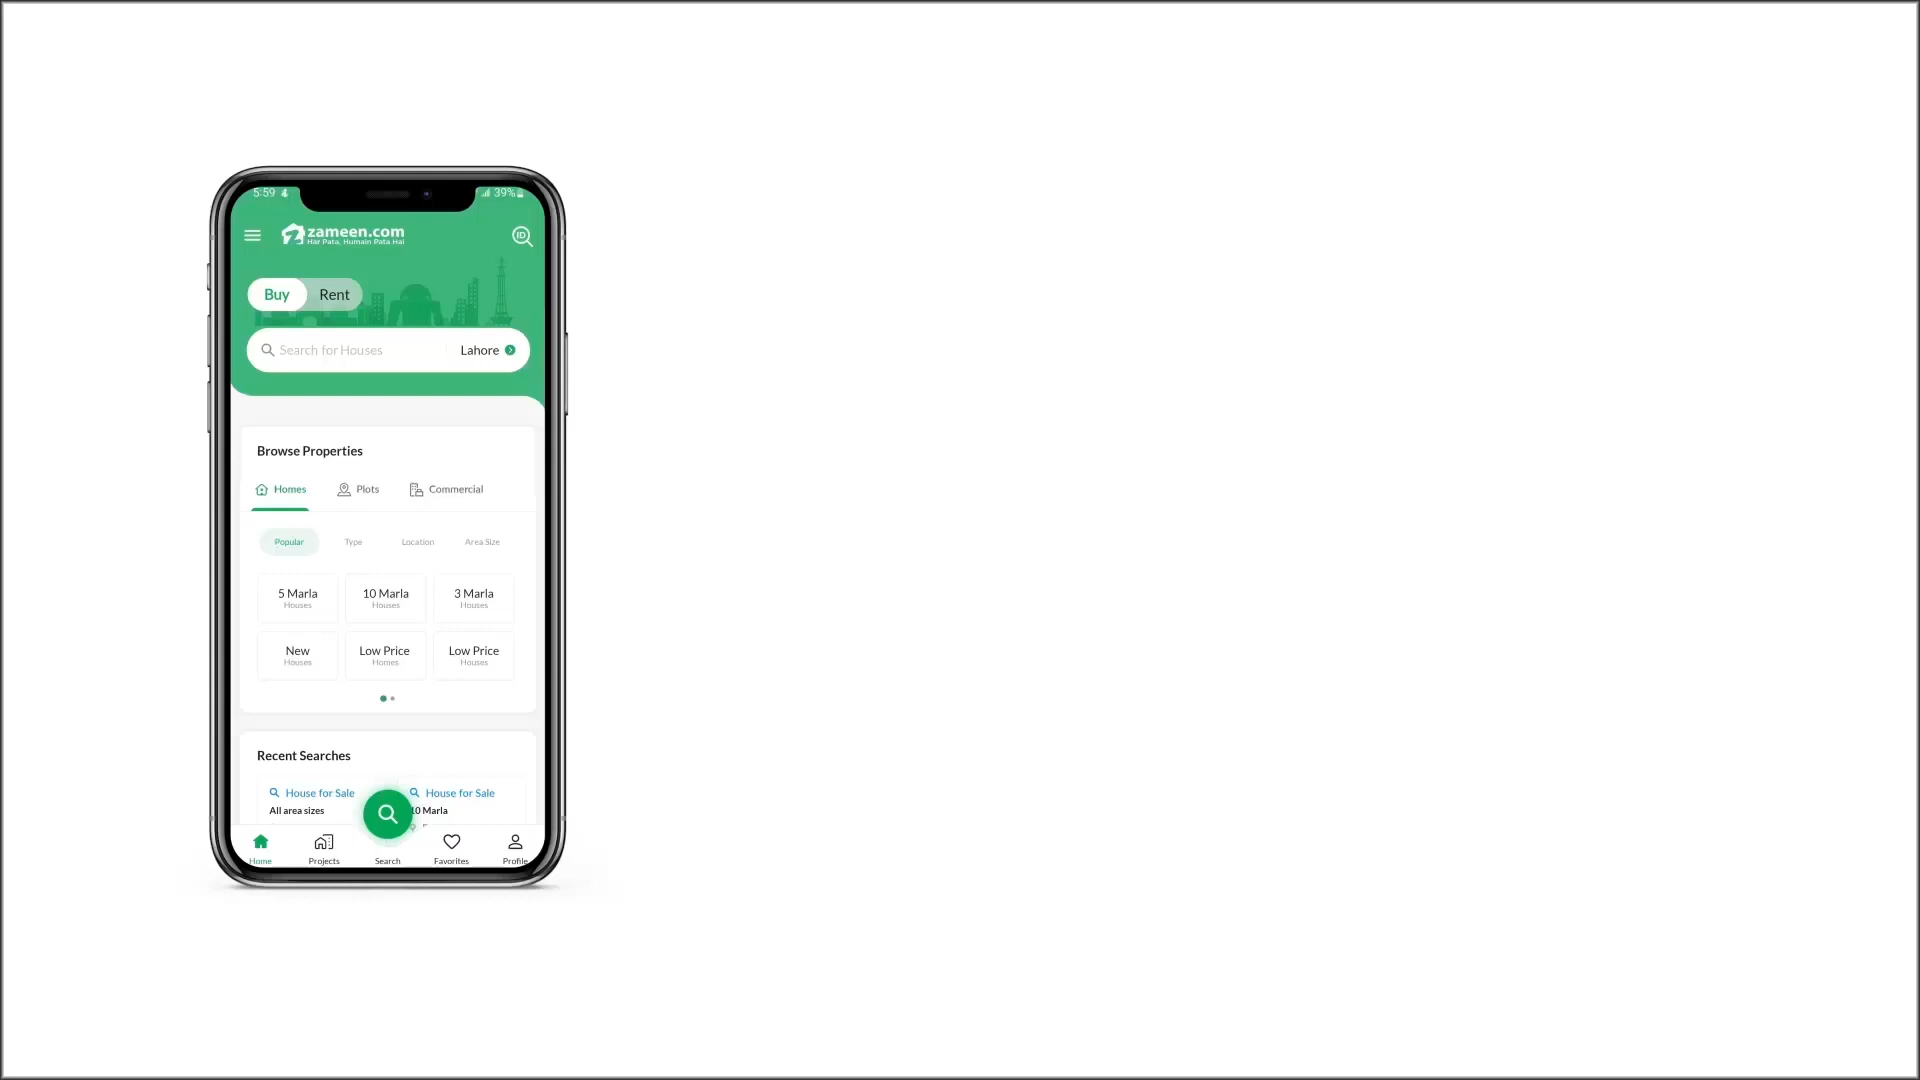 5:59 39%
zameen.com
Har Pata, Humain Pata Hai
ID
Buy Rent
Search for Houses Lahore
Browse Properties
Homes Plots Commercial
Popular Type Location Area Size
5 Marla 10 Marla 3 Marla
Houses Houses Houses
New Low Price Low Price
Houses Homes Houses
Recent Searches
House for Sale House for Sale
All area sizes 10 Marla
Home Projects Search Favorites Profile